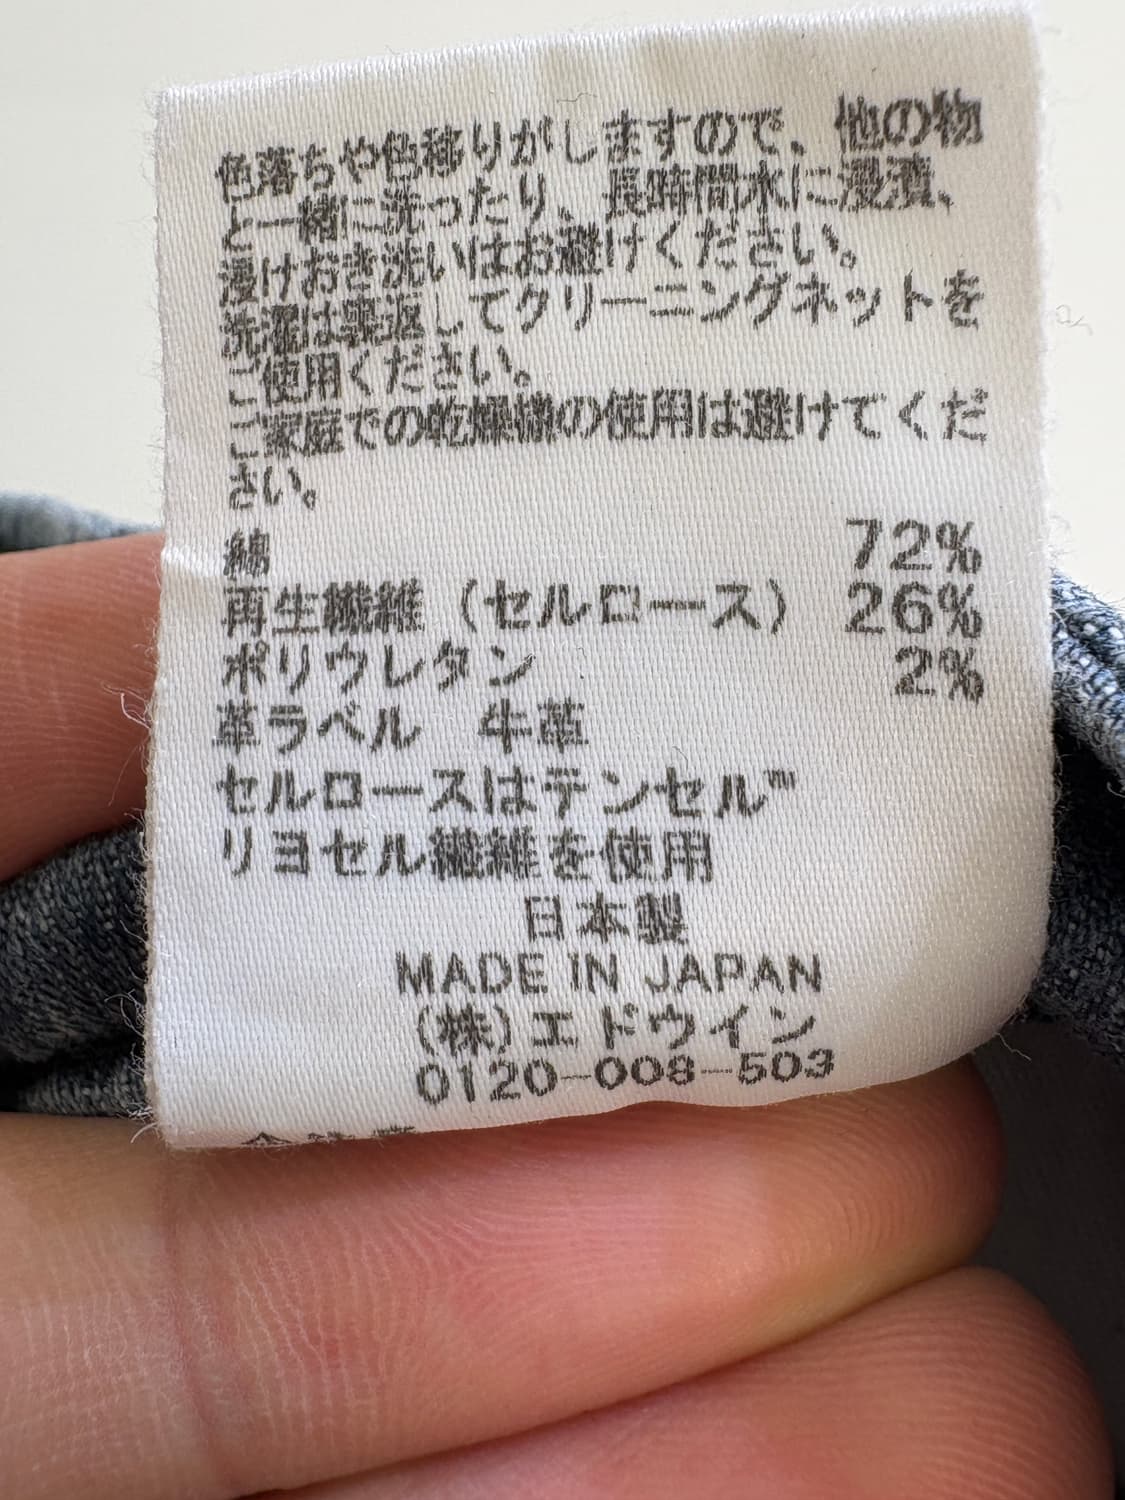 色落ちや色移りがしますので、他の物
と一緒に洗ったり、長時間水に浸漬、
浸けおき洗いはお避けください。
洗濯は裏返してクリーニングネットを
ご使用ください。
ご家庭での乾燥機の使用は避けてくだ
さい。
綿 72%
再生繊維(セルロース) 26%
ポリウレタン 2%
革ラベル 牛革
セルロースはテンセル™
リヨセル繊維を使用
日本製
MADE IN JAPAN
(株)エドウイン
0120-008-503